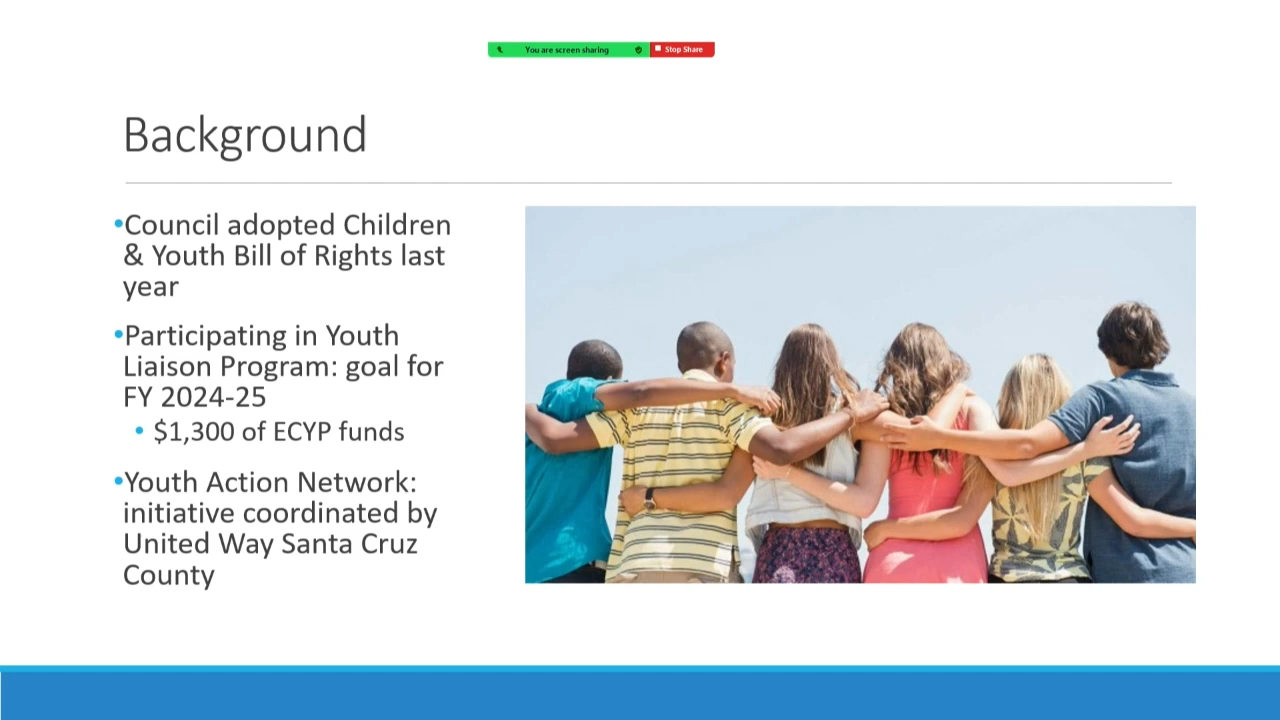 You are screen sharing
Stop Share
Background
•Council adopted Children
& Youth Bill of Rights last
year
•Participating in Youth
Liaison Program: goal for
FY 2024-25
• $1,300 of ECYP funds
•Youth Action Network:
initiative coordinated by
United Way Santa Cruz
County